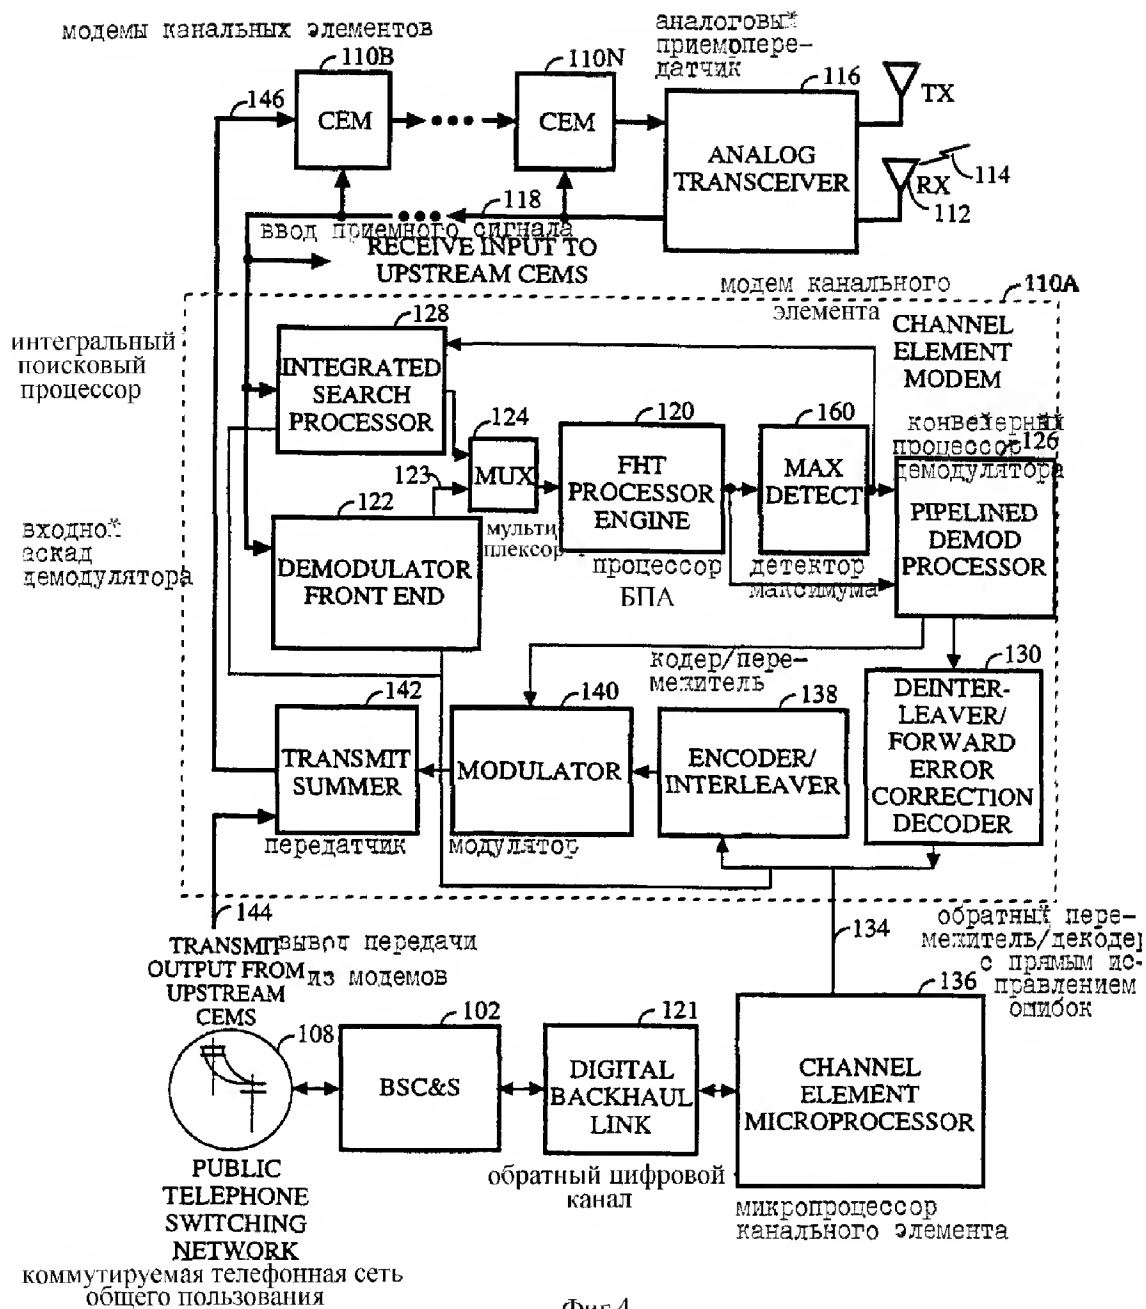 модемы канальных элементов
аналоговый
приемопере-
датчик
110B
110N
116
TX
146
CEM
CEM
ANALOG
TRANSCEIVER
RX
114
112
118
ввод приемного сигнала
RECEIVE INPUT TO
UPSTREAM CEMS
модем канального
элемента
110A
CHANNEL
ELEMENT
MODEM
интегральный
поисковый
процессор
128
INTEGRATED
SEARCH
PROCESSOR
124
MUX
мульти
плексор
123
120
FHT
PROCESSOR
ENGINE
процессор
БПА
160
MAX
DETECT
детектор
максимума
конвейерный
процессор
демодулятора
126
PIPELINED
DEMOD
PROCESSOR
входной
аскад
демодулятора
122
DEMODULATOR
FRONT END
кодер/пере-
межитель
130
DEINTER-
LEAVER/
FORWARD
ERROR
CORRECTION
DECODER
142
TRANSMIT
SUMMER
передатчик
140
MODULATOR
модулятор
138
ENCODER/
INTERLEAVER
144
TRANSMIT
OUTPUT FROM
UPSTREAM
CEMS
вывот передачи
из модемов
134
обратный пере-
межитель/декодер
с прямым ис-
правлением
ошибок
108
102
BSC&S
121
DIGITAL
BACKHAUL
LINK
обратный цифровой
канал
136
CHANNEL
ELEMENT
MICROPROCESSOR
микропроцессор
канального элемента
PUBLIC
TELEPHONE
SWITCHING
NETWORK
коммутируемая телефонная сеть
общего пользования
Фиг.4